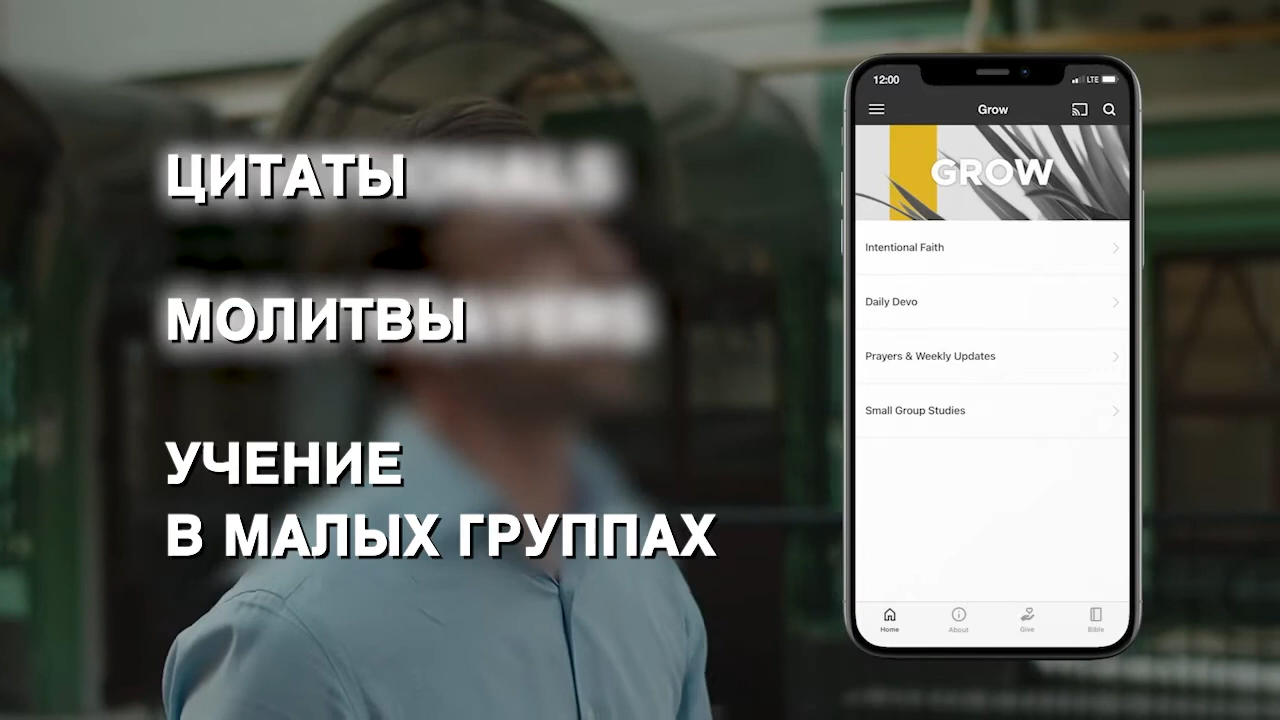 ЦИТАТЫ
МОЛИТВЫ
УЧЕНИЕ
В МАЛЫХ ГРУППАХ
12:00
LTE
Grow
GROW
Intentional Faith
Daily Devo
Prayers & Weekly Updates
Small Group Studies
Home
About
Give
Bible